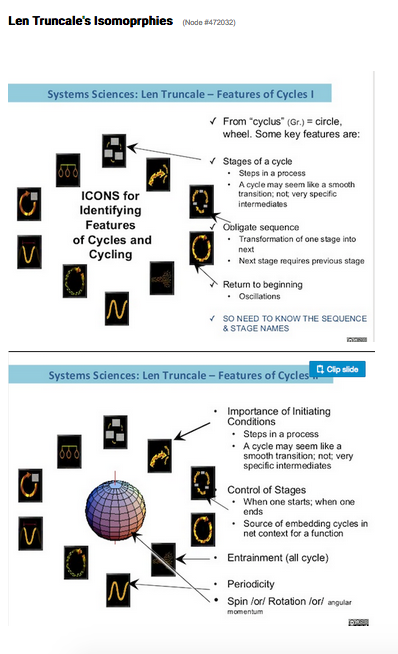 Len Truncale's Isomoprphies (Node #472032)
Systems Sciences: Len Truncale – Features of Cycles I
✓ From "cyclus" (Gr.) = circle,
wheel. Some key features are:
✓ Stages of a cycle
• Steps in a process
• A cycle may seem like a smooth
transition; not; very specific
intermediates
ICONS for
Identifying
Features
of Cycles and
Cycling
✓ Obligate sequence
• Transformation of one stage into
next
• Next stage requires previous stage
✓ Return to beginning
• Oscillations
✓ SO NEED TO KNOW THE SEQUENCE
& STAGE NAMES
Systems Sciences: Len Truncale – Features of Cycles
Clip slide
• Importance of Initiating
Conditions
• Steps in a process
• A cycle may seem like a
smooth transition; not; very
specific intermediates
• Control of Stages
• When one starts; when one
ends
• Source of embedding cycles in
net context for a function
• Entrainment (all cycle)
• Periodicity
• Spin /or/ Rotation /or/ angular
momentum